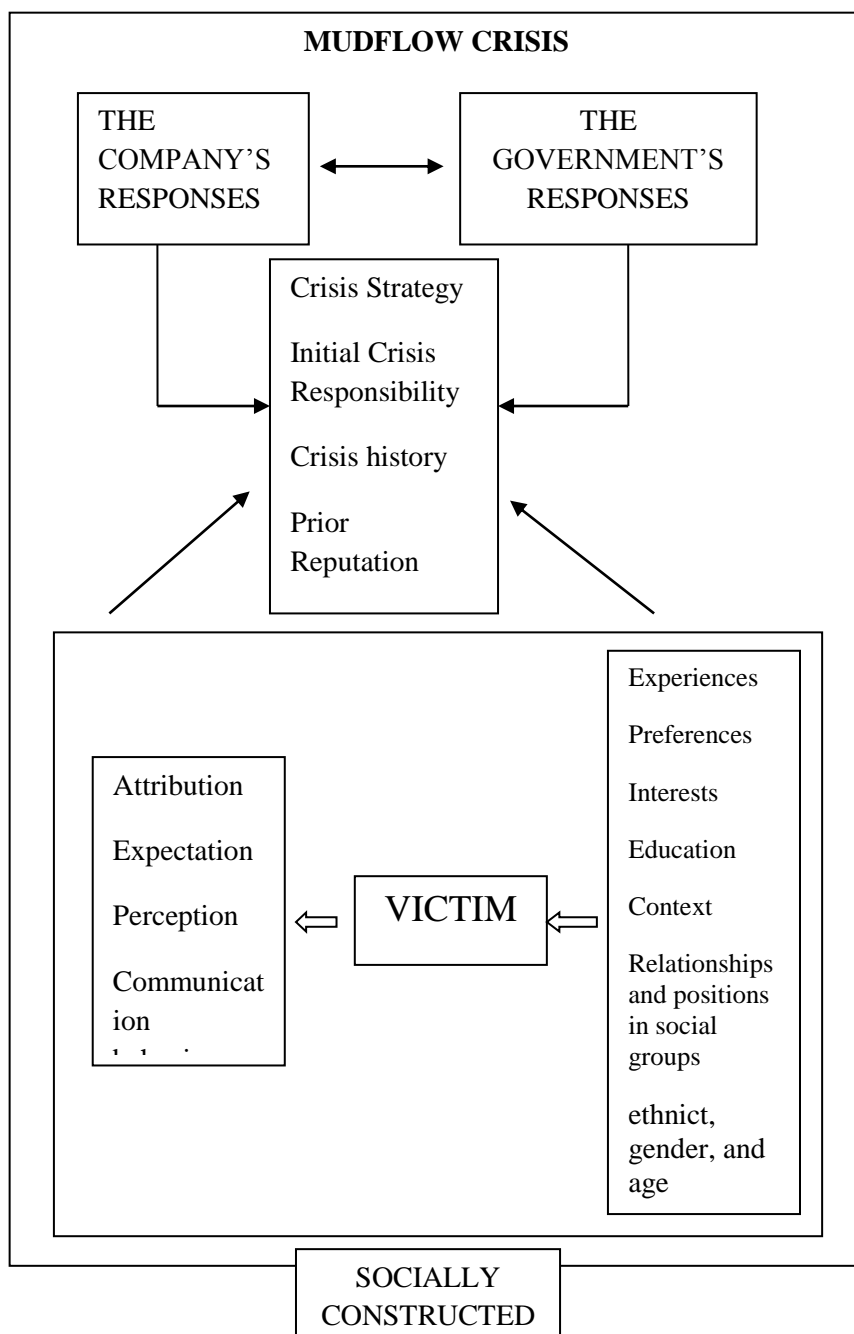 MUDFLOW CRISIS
THE
COMPANY’S
RESPONSES
THE
GOVERNMENT’S
RESPONSES
Crisis Strategy
Initial Crisis
Responsibility
Crisis history
Prior
Reputation
Attribution
Expectation
Perception
Communicat
ion
VICTIM
Experiences
Preferences
Interests
Education
Context
Relationships
and positions
in social
groups
ethnict,
gender, and
age
SOCIALLY
CONSTRUCTED